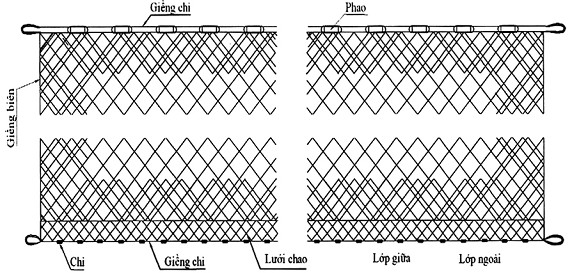 Giềng chì
Phao
Giềng biên
Chì
Giềng chì
Lưới chao
Lớp giữa
Lớp ngoài